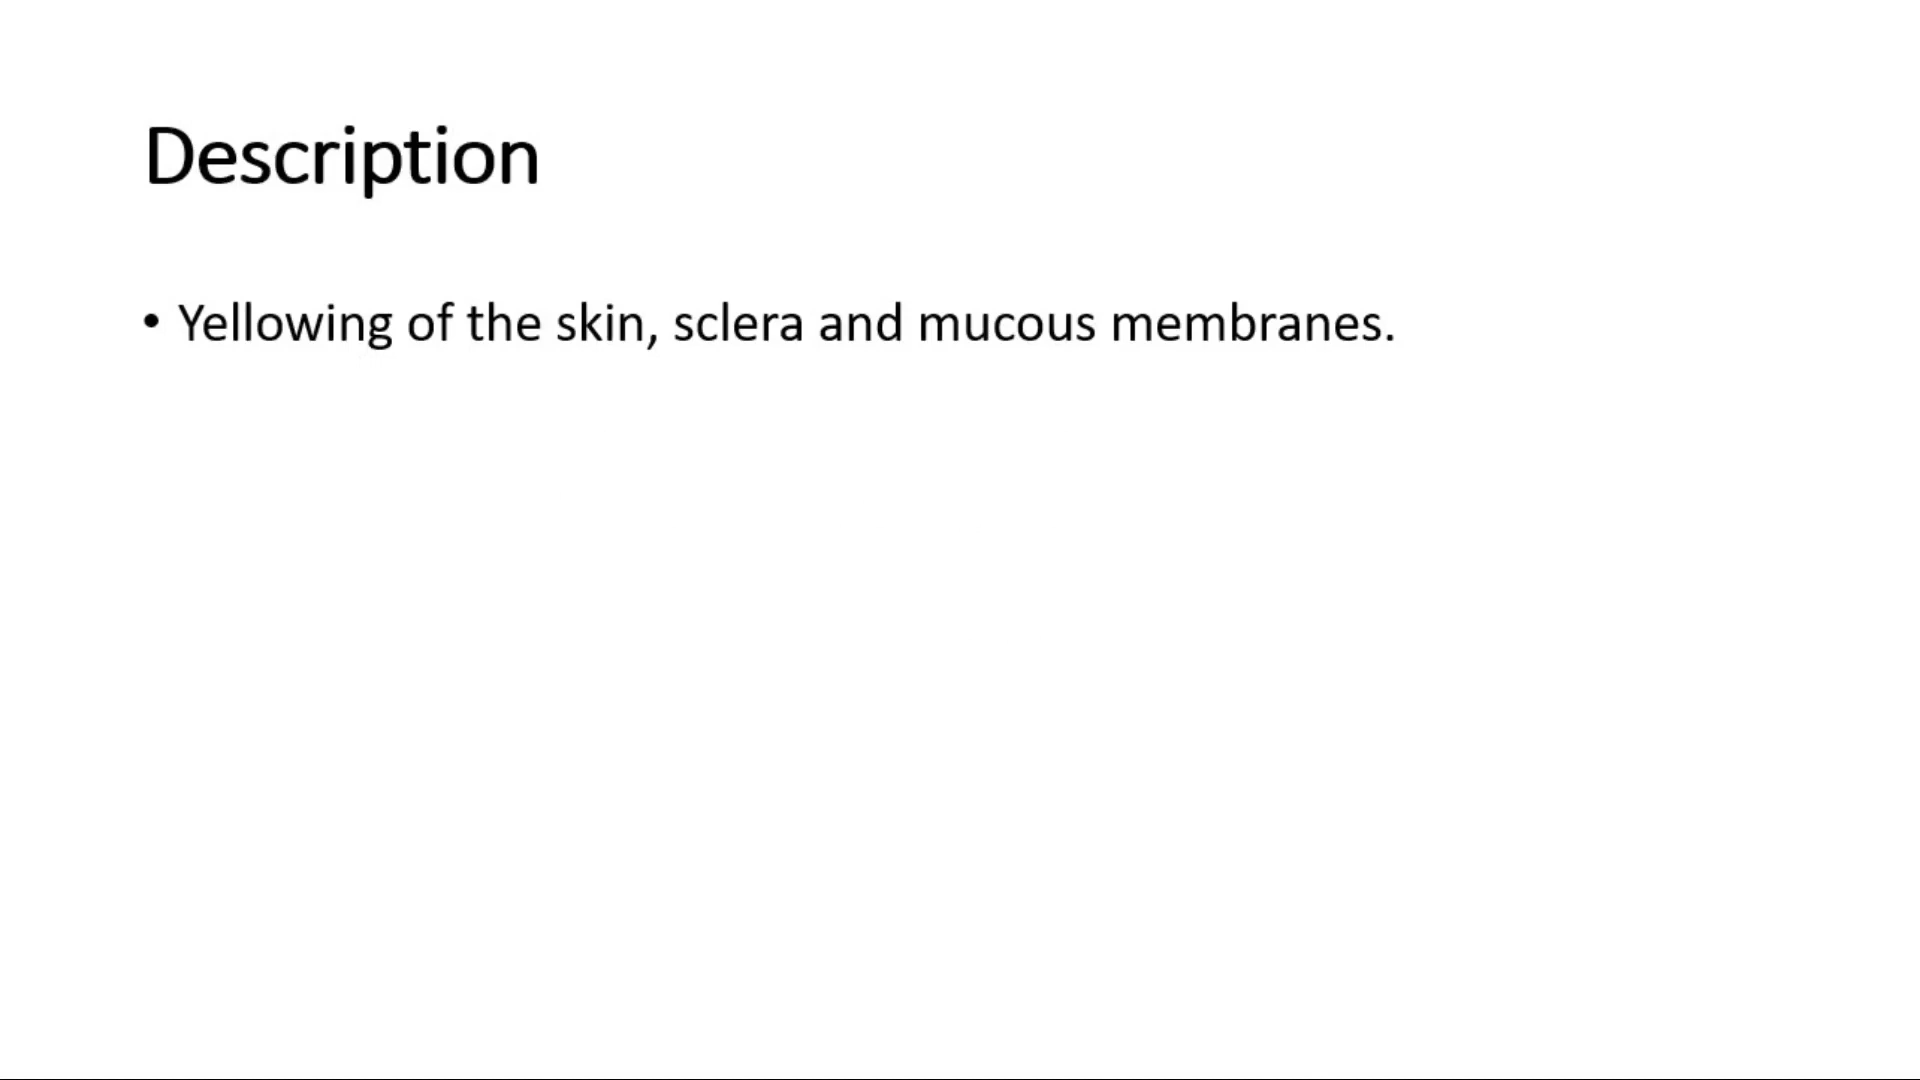 Description
• Yellowing of the skin, sclera and mucous membranes.